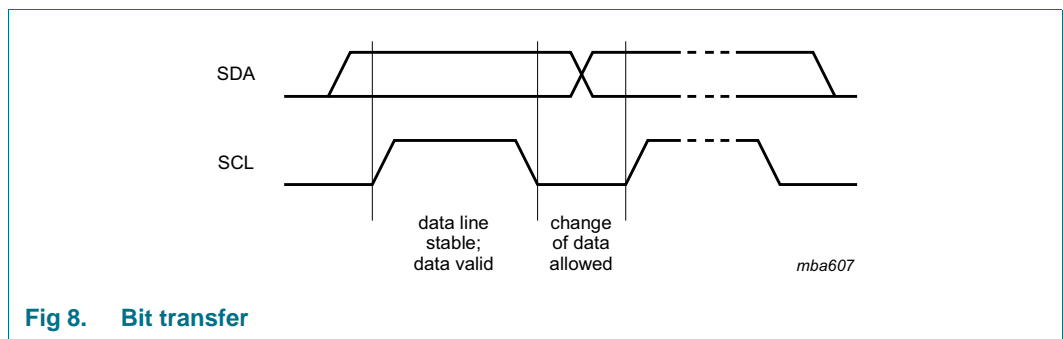 SDA
SCL
data line
stable;
data valid
change
of data
allowed
mba607
Fig 8. Bit transfer